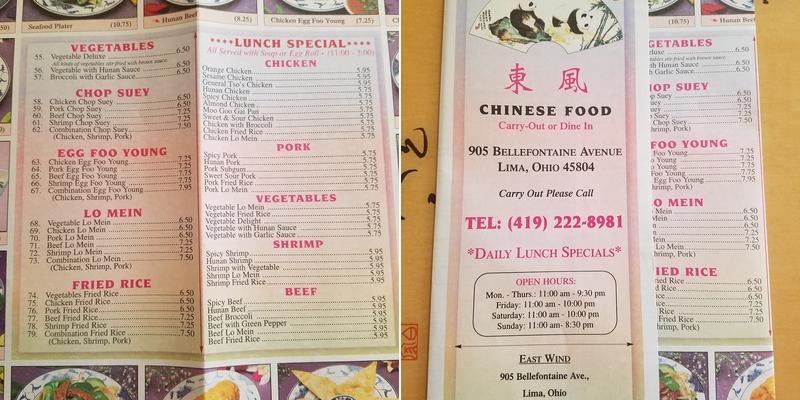 Seafood Plater (10.75)
Hunan Beef (8.25)
Chicken Egg Foo Young (7.25)
VEGETABLES
55. Vegetable Deluxe 6.50
All kinds of vegetables stir-fried with brown sauce.
56. Vegetable with Hunan Sauce 6.50
57. Broccoli with Garlic Sauce 6.50
CHOP SUEY
58. Chicken Chop Suey 6.50
59. Pork Chop Suey 6.50
60. Beef Chop Suey 7.25
61. Shrimp Chop Suey 7.25
62. Combination Chop Suey 7.50
(Chicken, Shrimp, Pork)
EGG FOO YOUNG
63. Chicken Egg Foo Young 7.25
64. Pork Egg Foo Young 7.25
65. Beef Egg Foo Young 7.25
66. Shrimp Egg Foo Young 7.25
67. Combination Egg Foo Young 7.95
(Chicken, Shrimp, Pork)
LO MEIN
68. Vegetable Lo Mein 6.50
69. Chicken Lo Mein 6.50
70. Pork Lo Mein 6.50
71. Beef Lo Mein 7.25
72. Shrimp Lo Mein 7.25
73. Combination Lo Mein 7.50
(Chicken, Shrimp, Pork)
FRIED RICE
74. Vegetables Fried Rice 6.50
75. Chicken Fried Rice 6.50
76. Pork Fried Rice 6.50
77. Beef Fried Rice 7.25
78. Shrimp Fried Rice 7.25
79. Combination Fried Rice 7.50
(Chicken, Shrimp, Pork)
****LUNCH SPECIAL****
All Served with Soup or Egg Roll • (11:00 - 3:00)
CHICKEN
Orange Chicken 5.95
Sesame Chicken 5.95
General Tso's Chicken 5.95
Hunan Chicken 5.75
Spicy Chicken 5.75
Almond Chicken 5.75
Moo Goo Gai Pan 5.75
Sweet & Sour Chicken 5.75
Chicken with Broccoli 5.75
Chicken Fried Rice 5.75
Chicken Lo Mein 5.75
PORK
Spicy Pork 5.75
Hunan Pork 5.75
Pork Subgum 5.75
Sweet Sour Pork 5.75
Pork Fried Rice 5.75
Pork Lo Mein 5.75
VEGETABLES
Vegetable Lo Mein 5.75
Vegetable Fried Rice 5.75
Vegetable Delight 5.75
Vegetable with Hunan Sauce 5.75
Vegetable with Garlic Sauce 5.75
SHRIMP
Spicy Shrimp 5.95
Hunan Shrimp 5.95
Shrimp with Vegetable 5.95
Shrimp Lo Mein 5.95
Shrimp Fried Rice 5.95
BEEF
Spicy Beef 5.95
Hunan Beef 5.95
Beef Broccoli 5.95
Beef with Green Pepper 5.95
Beef Lo Mein 5.95
Beef Fried Rice 5.95
東風
CHINESE FOOD
Carry-Out or Dine In
905 BELLEFONTAINE AVENUE
LIMA, OHIO 45804
Carry Out Please Call
TEL: (419) 222-8981
*DAILY LUNCH SPECIALS*
OPEN HOURS:
Mon. - Thurs.: 11:00 am - 9:30 pm
Friday: 11:00 am - 10:00 pm
Saturday: 11:00 am - 10:00 pm
Sunday: 11:00 am- 8:30 pm
EAST WIND
905 Bellefontaine Ave.,
Lima, Ohio